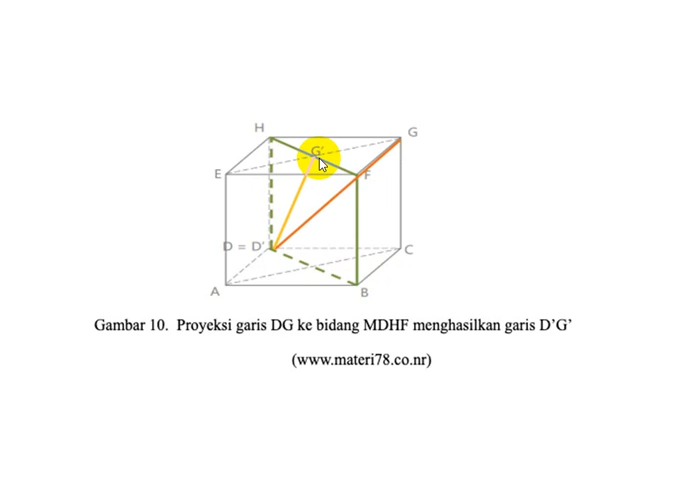 H
G
G'
E
F
D = D'
C
A
B
Gambar 10. Proyeksi garis DG ke bidang MDHF menghasilkan garis D’G’
(www.materi78.co.nr)